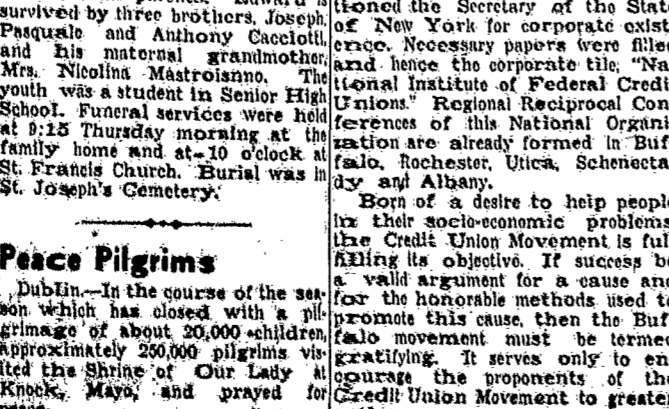 survived by three brothers, Joseph,
Pasquale and Anthony Cacciotti,
and his maternal grandmother,
Mrs. Nicolina Mastroianno. The
youth was a student in Senior High
School. Funeral services were held
at 9:15 Thursday morning at the
family home and at 10 o'clock at
St. Francis Church. Burial was in
St. Joseph's Cemetery.
Peace Pilgrims
Dublin.—In the course of the sea-
son which has closed with a pil-
grimage of about 20,000 children,
approximately 250,000 pilgrims vis-
ited the Shrine of Our Lady at
Knock, Mayo, and prayed for
tioned the Secretary of the State
of New York for corporate exist
ence. Necessary papers were filled
and hence the corporate tile, "Na
tional Institute of Federal Credi
Unions." Regional Reciprocal Con
ferences of this National Organi
zation are already formed in Buf
falo, Rochester, Utica, Schenecta
dy and Albany.
Born of a desire to help people
in their socio-economic problems
the Credit Union Movement is ful
filling its objective. If success be
a valid argument for a cause and
for the honorable methods used to
promote this cause, then the Buf
falo movement must be termed
gratifying. It serves only to en
courage the proponents of the
Credit Union Movement to greate